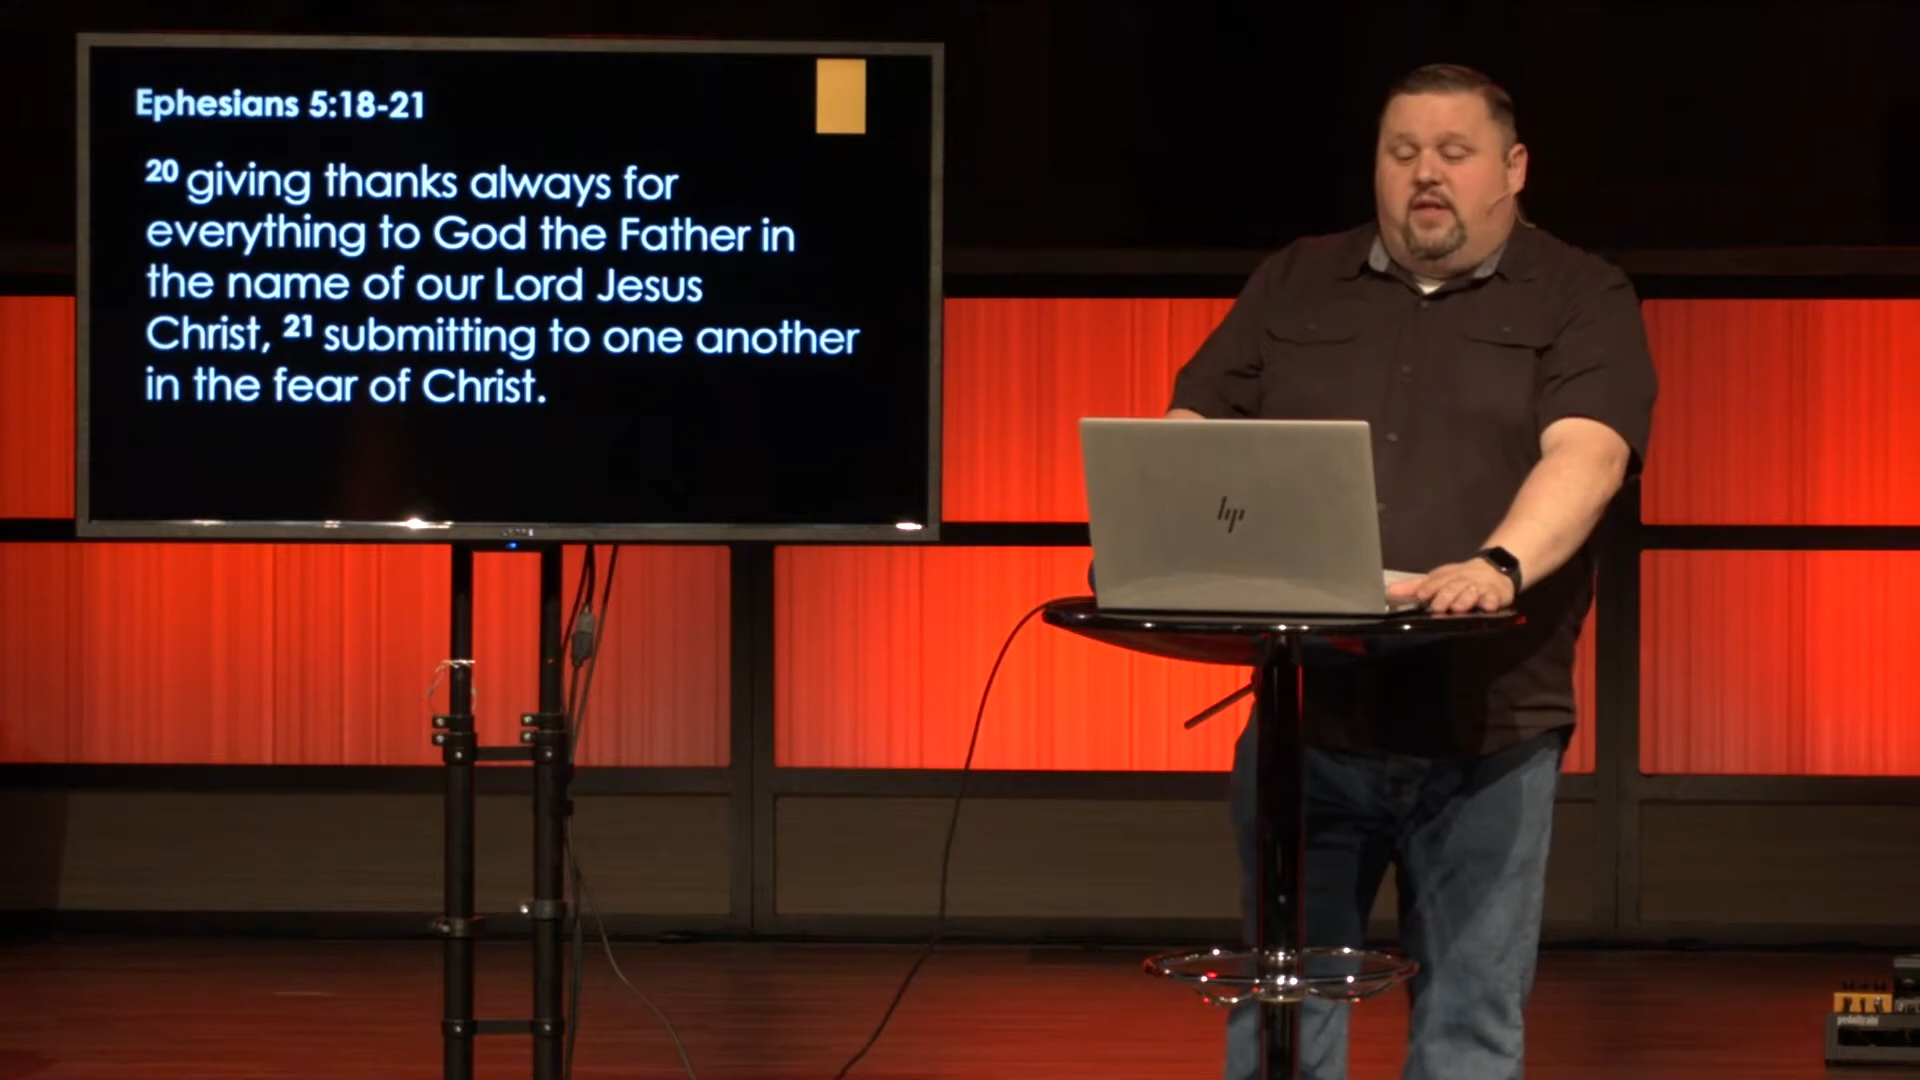 Ephesians 5:18-21
20 giving thanks always for
everything to God the Father in
the name of our Lord Jesus
Christ, 21 submitting to one another
in the fear of Christ.
hp
pedaltrain